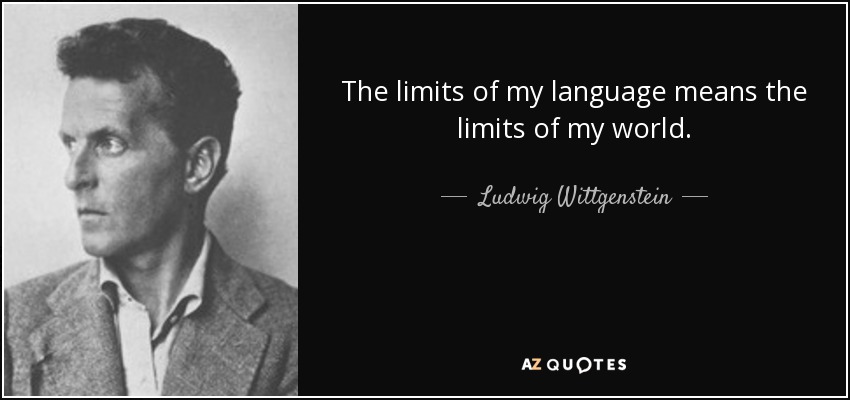 The limits of my language means the
limits of my world.
Ludwig Wittgenstein
AZ QUOTES